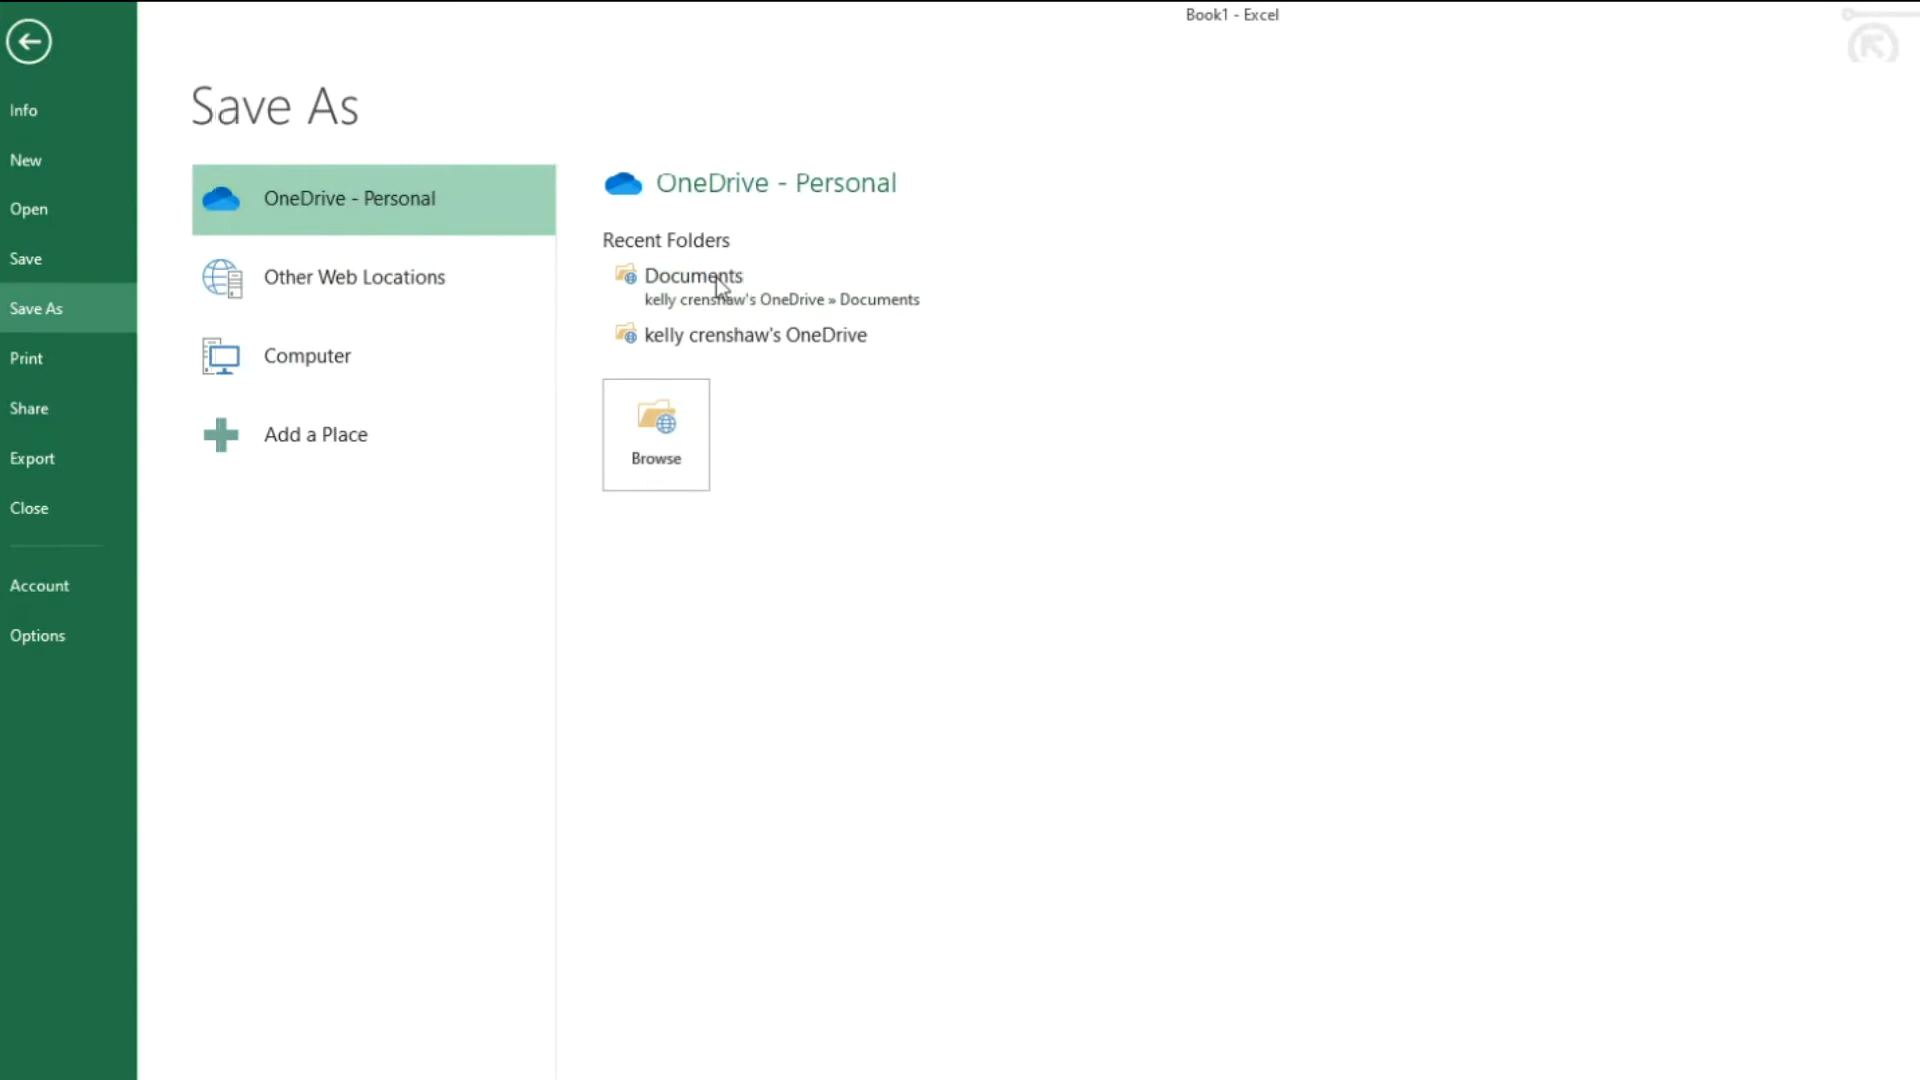 Book1 - Excel
Info
New
Open
Save
Save As
Print
Share
Export
Close
Account
Options
Save As
OneDrive - Personal
Other Web Locations
Computer
Add a Place
OneDrive - Personal
Recent Folders
Documents
kelly crenshaw's OneDrive » Documents
kelly crenshaw's OneDrive
Browse